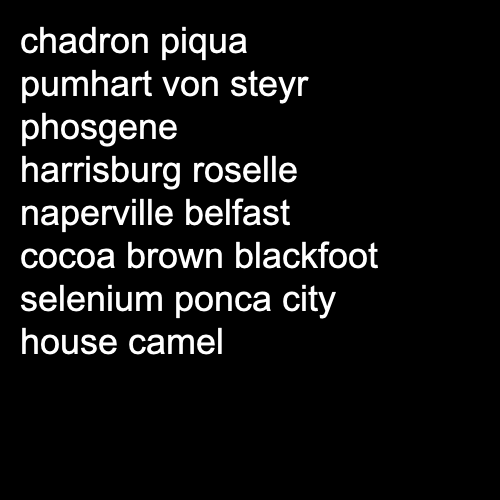 chadron piqua
pumhart von steyr
phosgene
harrisburg roselle
naperville belfast
cocoa brown blackfoot
selenium ponca city
house camel